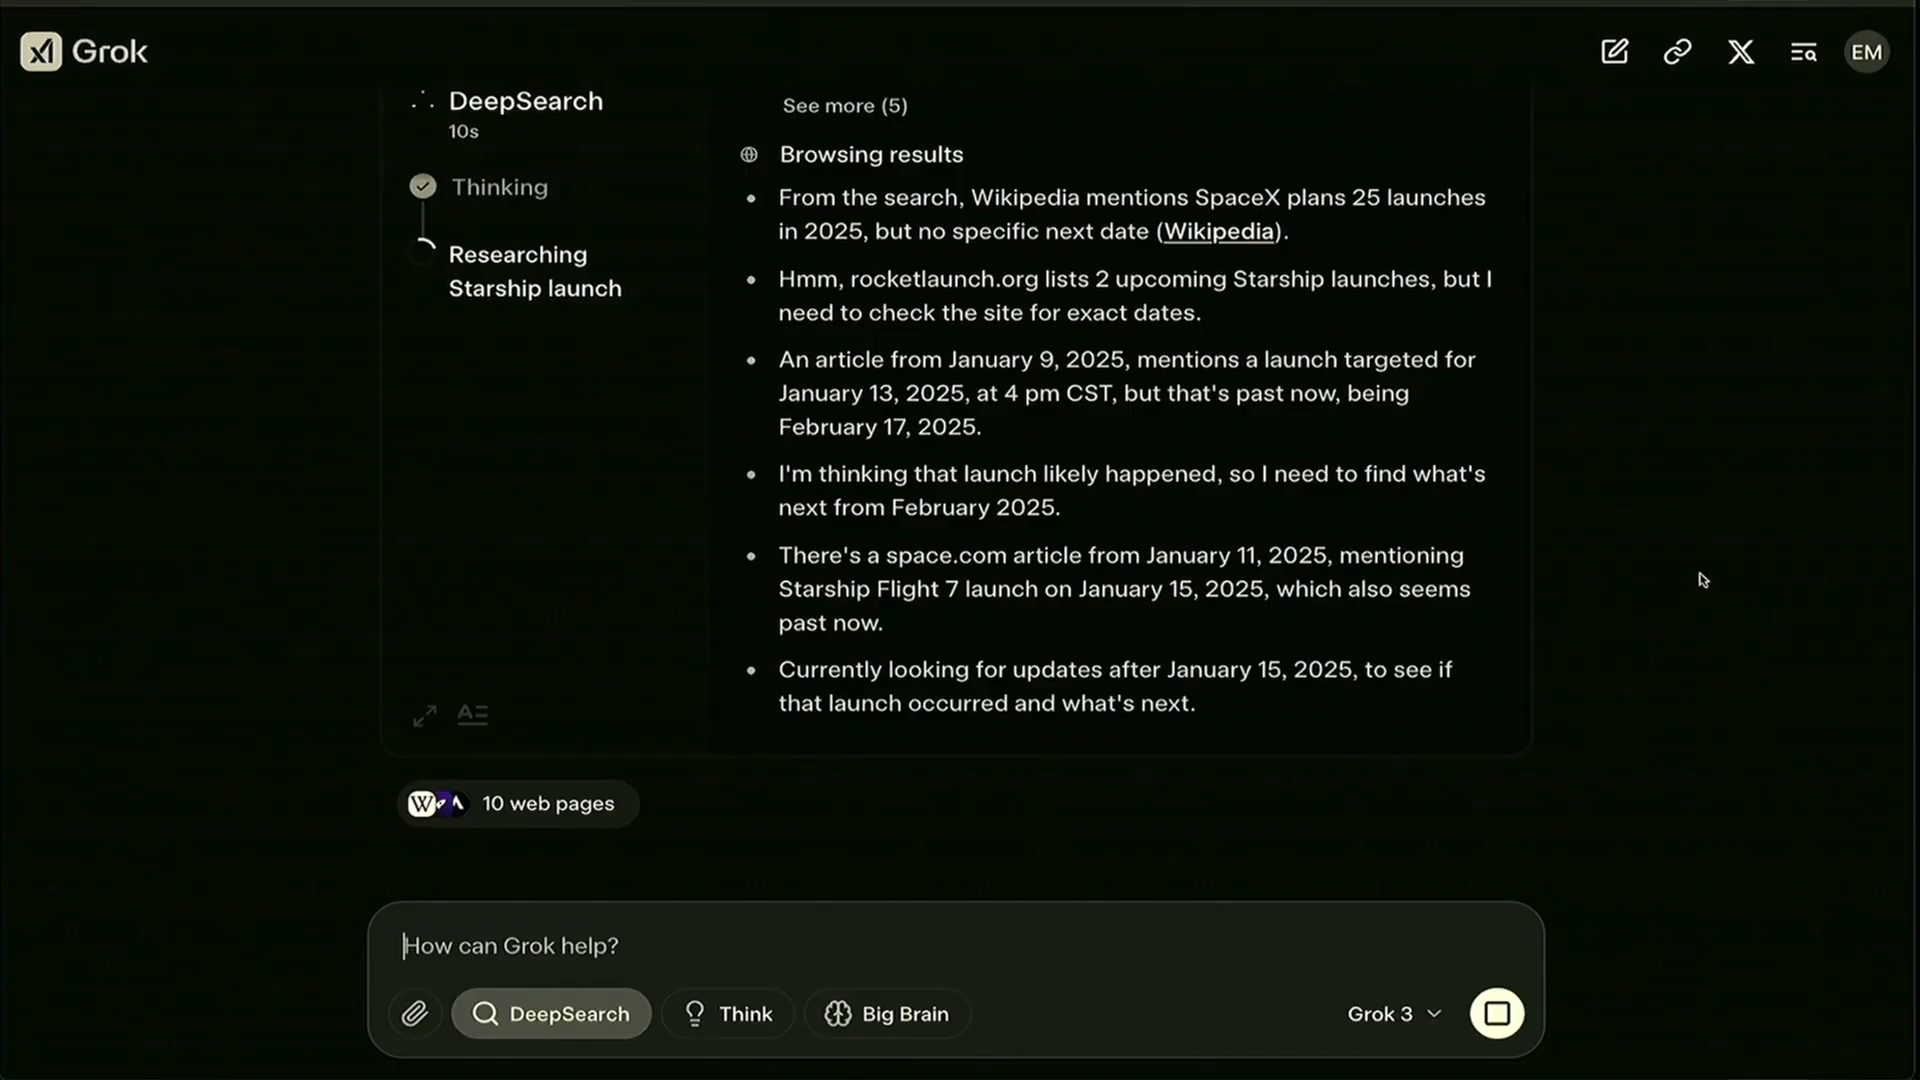 Grok
EM
DeepSearch
10s
Thinking
Researching
Starship launch
See more (5)
Browsing results
From the search, Wikipedia mentions SpaceX plans 25 launches
in 2025, but no specific next date (Wikipedia).
Hmm, rocketlaunch.org lists 2 upcoming Starship launches, but I
need to check the site for exact dates.
An article from January 9, 2025, mentions a launch targeted for
January 13, 2025, at 4 pm CST, but that's past now, being
February 17, 2025.
I'm thinking that launch likely happened, so I need to find what's
next from February 2025.
There's a space.com article from January 11, 2025, mentioning
Starship Flight 7 launch on January 15, 2025, which also seems
past now.
Currently looking for updates after January 15, 2025, to see if
that launch occurred and what's next.
W 10 web pages
How can Grok help?
DeepSearch Think Big Brain Grok 3